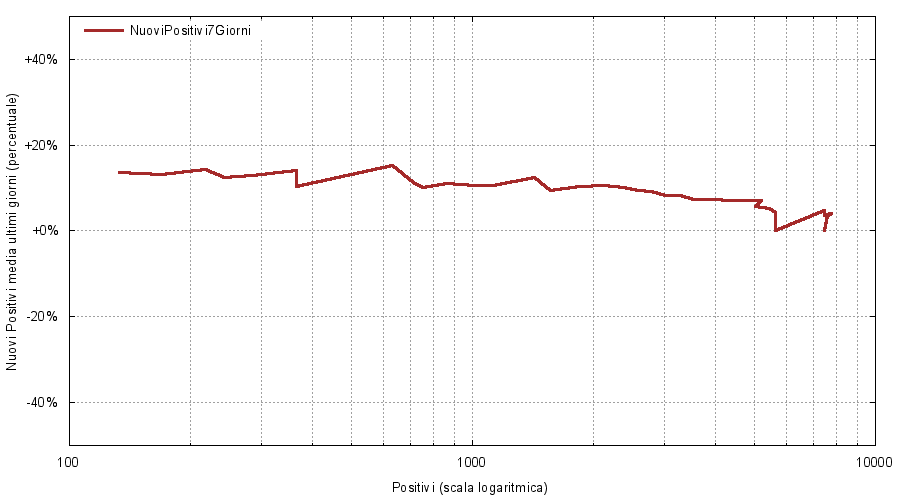 NuoviPositivi7Giorni
+40%
+20%
+0%
-20%
-40%
Nuovi Positivi media ultimi giorni (percentuale)
100
1000
10000
Positivi (scala logaritmica)